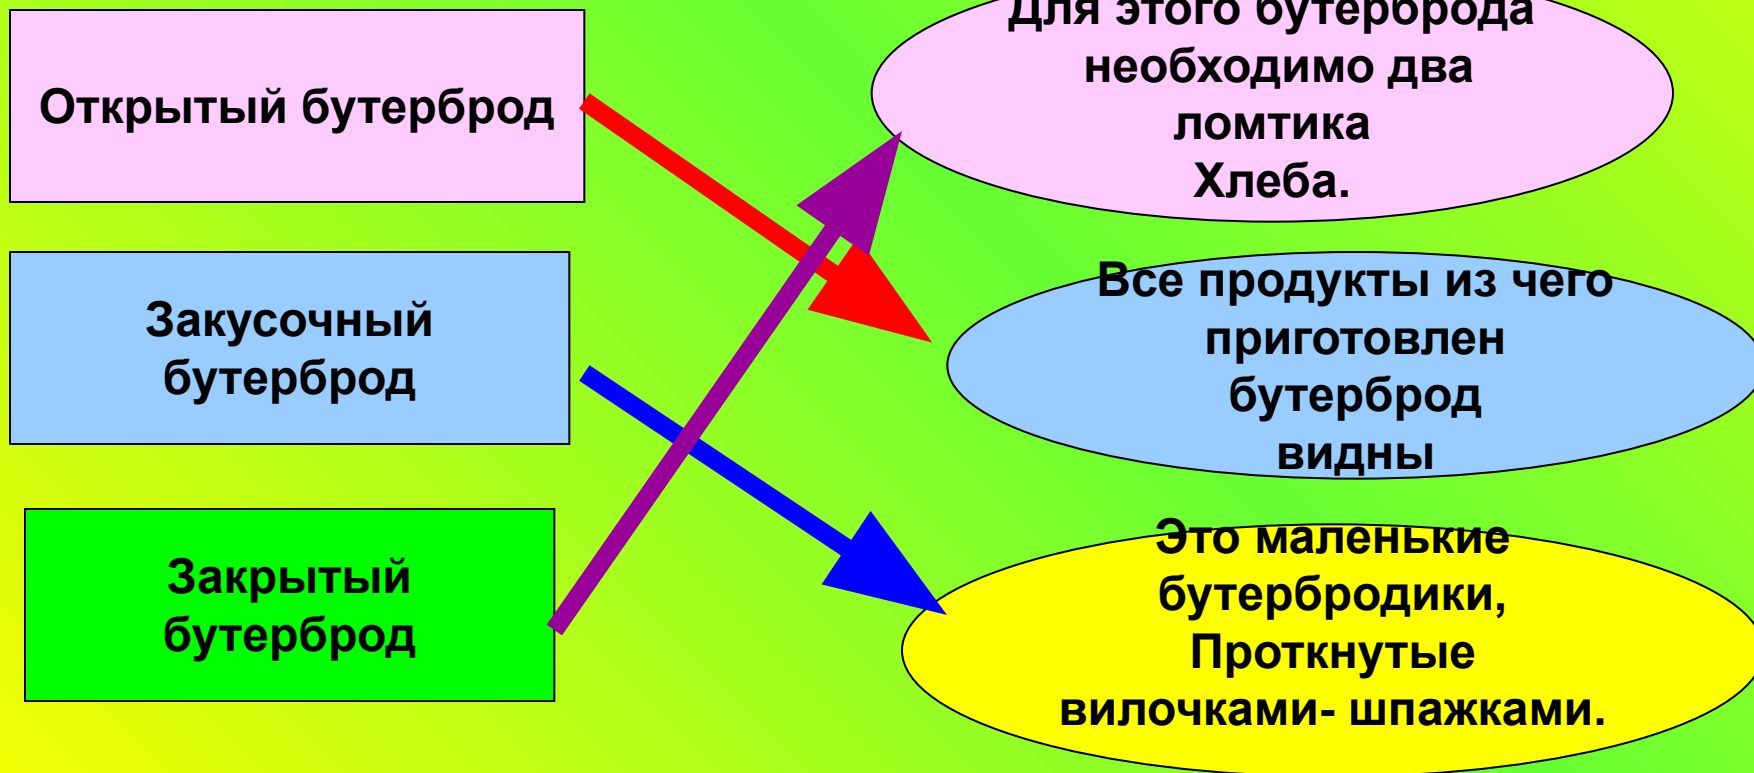 Открытый бутерброд
Для этого бутерброда
необходимо два
ломтика
Хлеба.
Закусочный
бутерброд
Все продукты из чего
приготовлен
бутерброд
видны
Закрытый
бутерброд
Это маленькие
бутербродики,
Проткнутые
вилочками- шпажками.